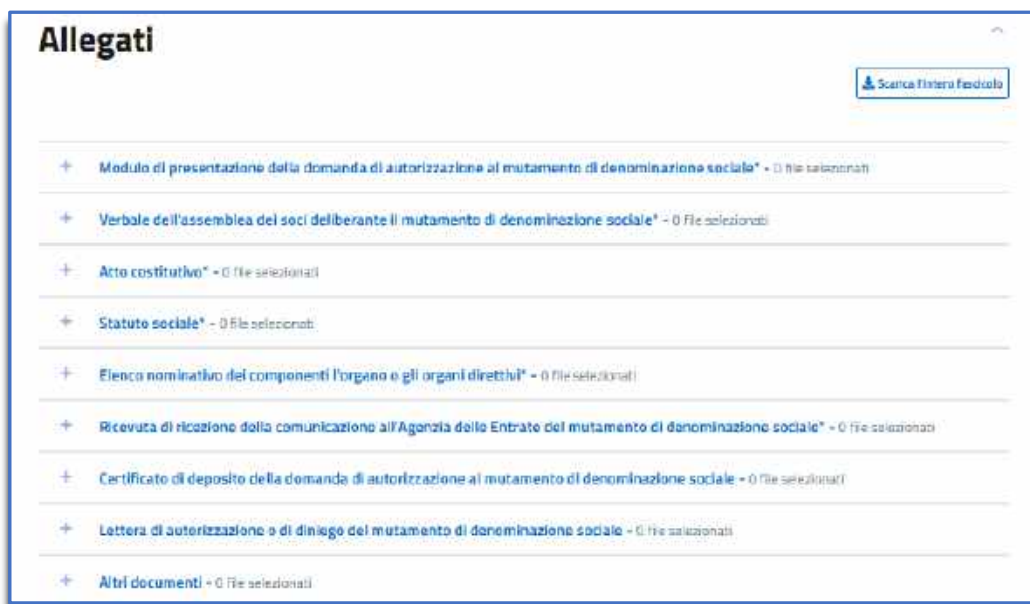 Allegati
Scarica l'intero fascicolo
+ Modulo di presentazione della domanda di autorizzazione al mutamento di denominazione sociale* - 0 file selezionati
+ Verbale dell'assemblea dei soci deliberante il mutamento di denominazione sociale* - 0 file selezionati
+ Atto costitutivo* - 0 file selezionati
+ Statuto sociale* - 0 file selezionati
+ Elenco nominativo dei componenti l'organo o gli organi direttivi* - 0 file selezionati
+ Ricevuta di ricezione della comunicazione all'Agenzia delle Entrate del mutamento di denominazione sociale* - 0 file selezionati
+ Certificato di deposito della domanda di autorizzazione al mutamento di denominazione sociale - 0 file selezionati
+ Lettera di autorizzazione o di diniego del mutamento di denominazione sociale - 0 file selezionati
+ Altri documenti - 0 file selezionati